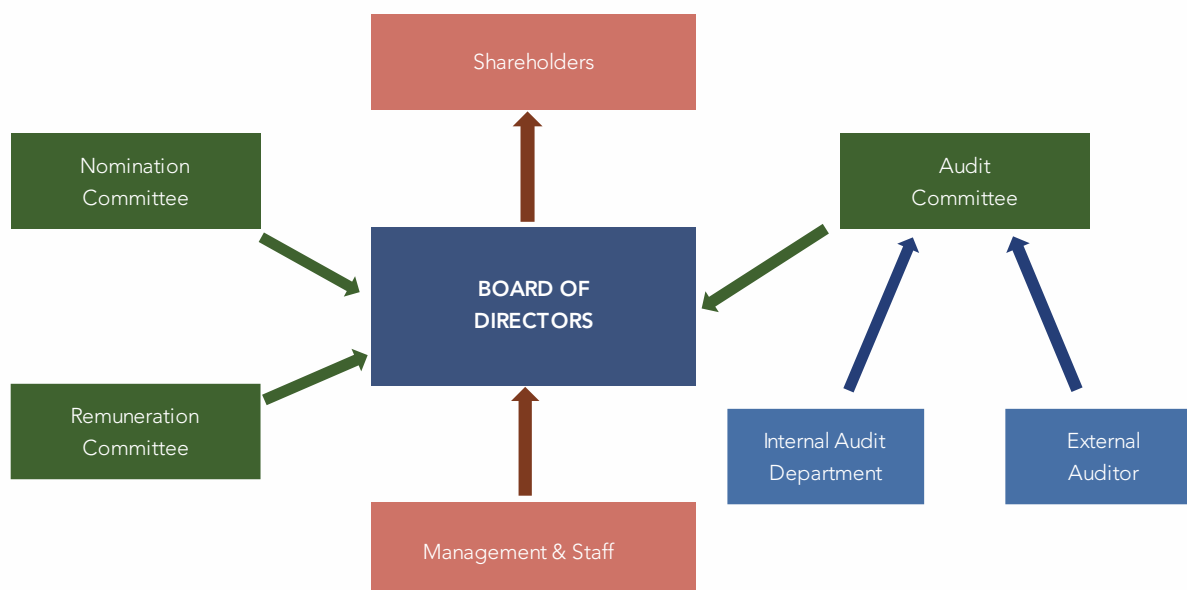 Shareholders
Nomination
Committee
Audit
Committee
BOARD OF
DIRECTORS
Remuneration
Committee
Internal Audit
Department
External
Auditor
Management & Staff